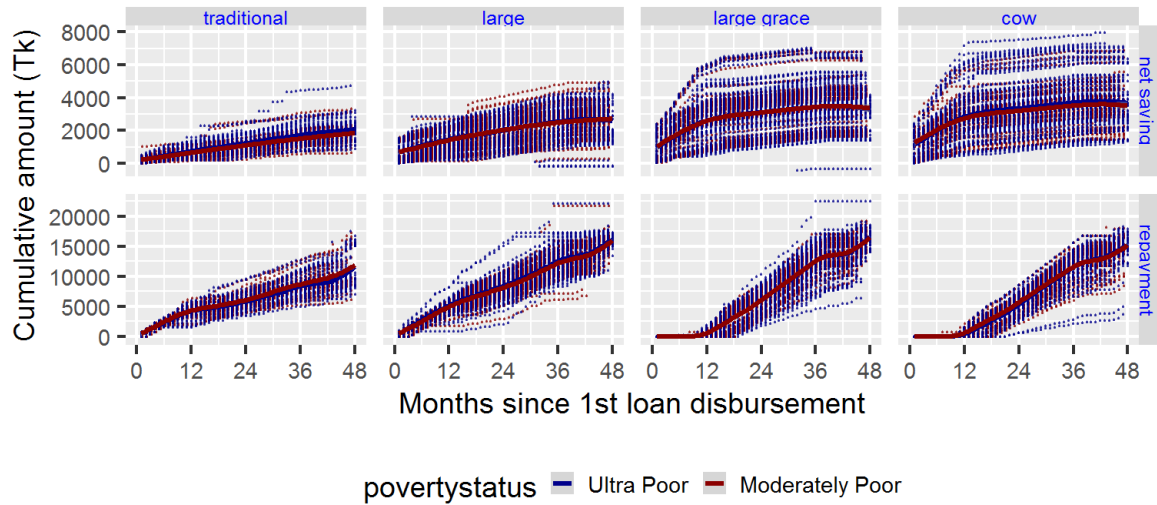 traditional large large grace cow
Cumulative amount (Tk)
8000
6000
4000
2000
0
net saving
20000
15000
10000
5000
0
repayment
0 12 24 36 48 0 12 24 36 48 0 12 24 36 48 0 12 24 36 48
Months since 1st loan disbursement
povertystatus Ultra Poor Moderately Poor